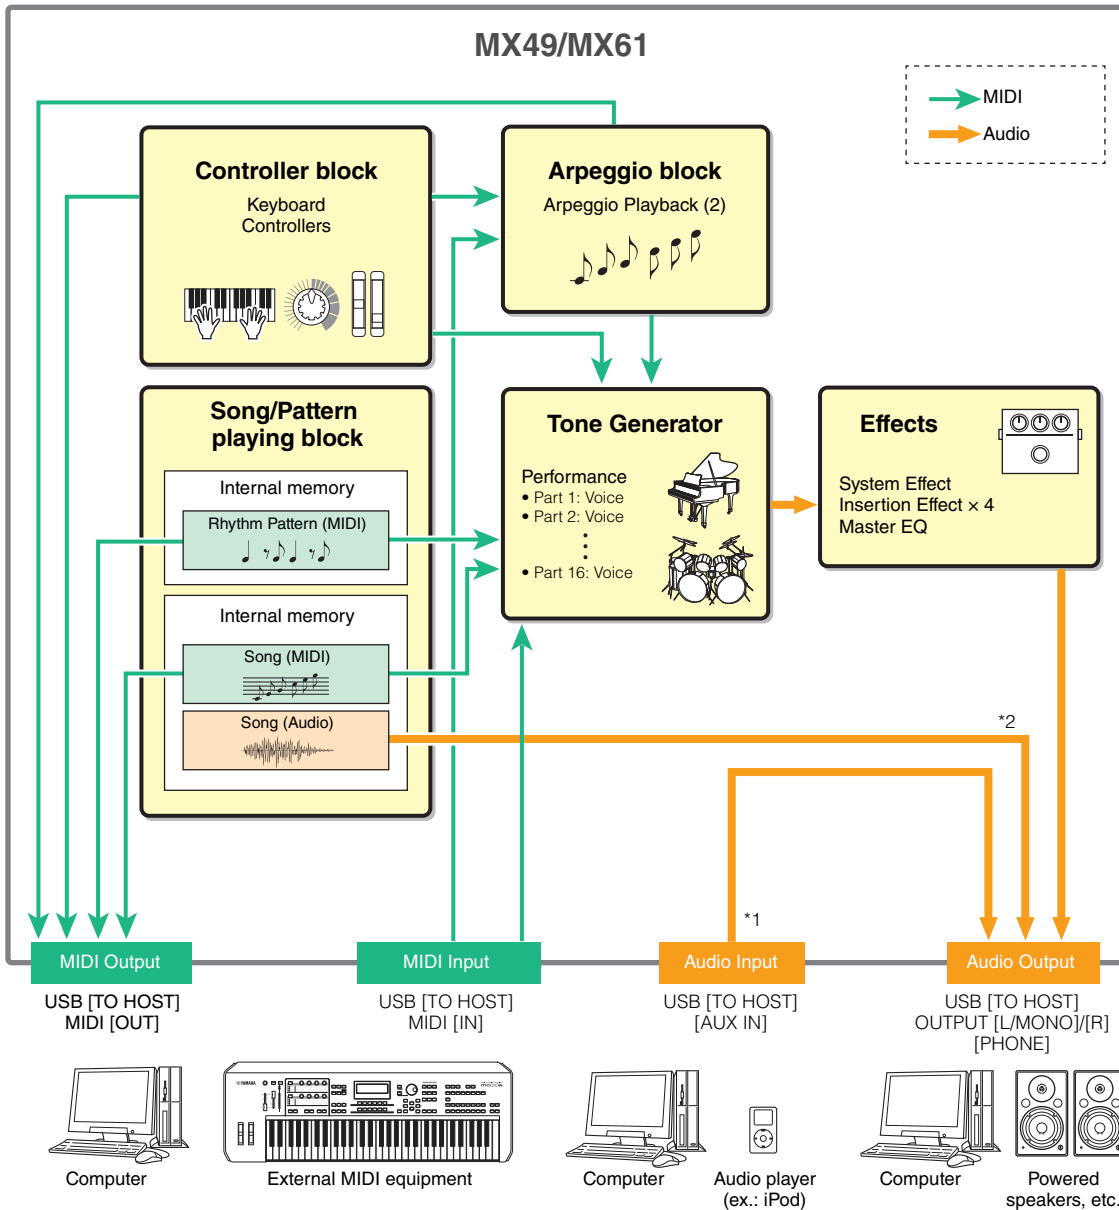 MX49/MX61
MIDI
Audio
Controller block
Keyboard
Controllers
Arpeggio block
Arpeggio Playback (2)
Song/Pattern
playing block
Internal memory
Rhythm Pattern (MIDI)
Internal memory
Song (MIDI)
Song (Audio)
Tone Generator
Performance
• Part 1: Voice
• Part 2: Voice
• Part 16: Voice
Effects
System Effect
Insertion Effect × 4
Master EQ
*2
*1
MIDI Output
MIDI Input
Audio Input
Audio Output
USB [TO HOST]
MIDI [OUT]
USB [TO HOST]
MIDI [IN]
USB [TO HOST]
[AUX IN]
USB [TO HOST]
OUTPUT [L/MONO]/[R]
[PHONE]
YAMAHA
Computer
External MIDI equipment
Computer
Audio player
(ex.: iPod)
Computer
Powered
speakers, etc.